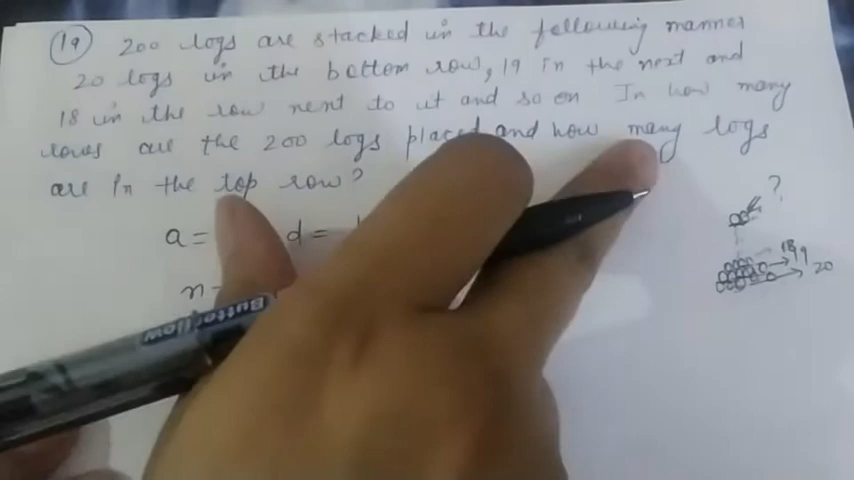 19 200 logs are stacked in the following manner
20 logs in the bottom row, 19 in the next and
18 in the row next to it and so on In how many
rows are the 200 logs placed and how many logs
are in the top row?
?
a= d=
18
19
20
n=
Butterflow